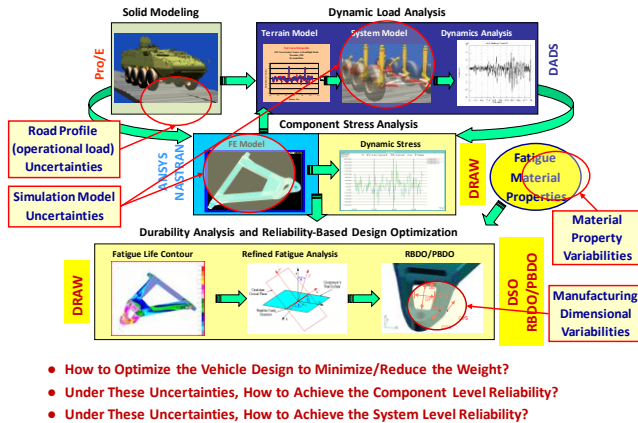 Solid Modeling
Dynamic Load Analysis
Terrain Model
System Model
Dynamics Analysis
Pro/E
DADS
Road Profile
(operational load)
Uncertainties
Component Stress Analysis
ANSYS
NASTRAN
FE Model
Dynamic Stress
DRAW
Fatigue
Material
Properties
Simulation Model
Uncertainties
Material
Property
Variabilities
Durability Analysis and Reliability-Based Design Optimization
DRAW
Fatigue Life Contour
Refined Fatigue Analysis
RBDO/PBDO
DSO
RBDO/PBDO
Manufacturing
Dimensional
Variabilities
● How to Optimize the Vehicle Design to Minimize/Reduce the Weight?
● Under These Uncertainties, How to Achieve the Component Level Reliability?
● Under These Uncertainties, How to Achieve the System Level Reliability?